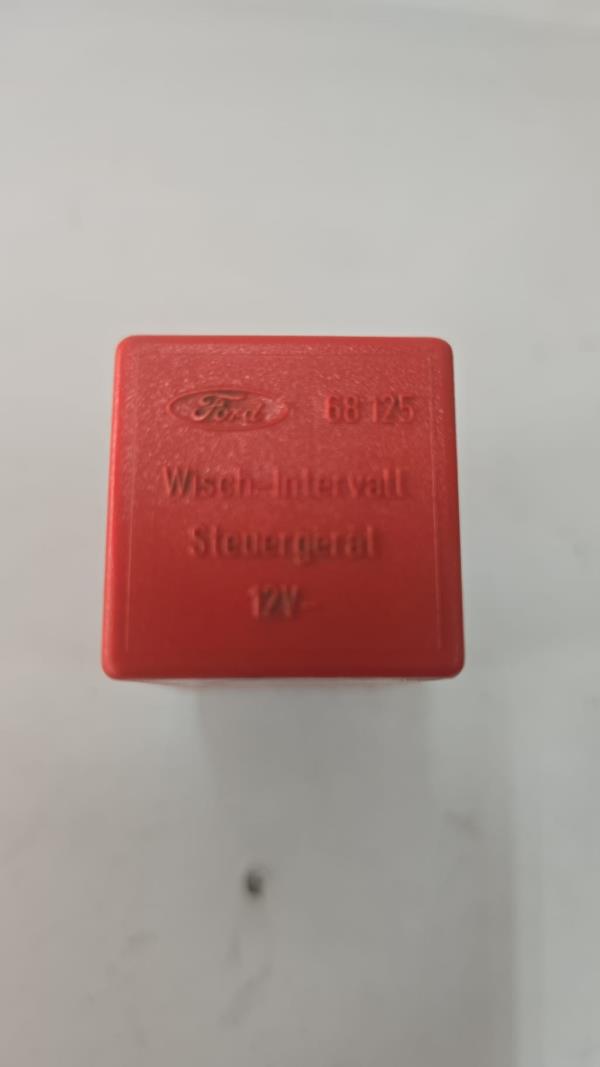 Ford 68 125
Wisch-Intervall
Steuergerät
12V-